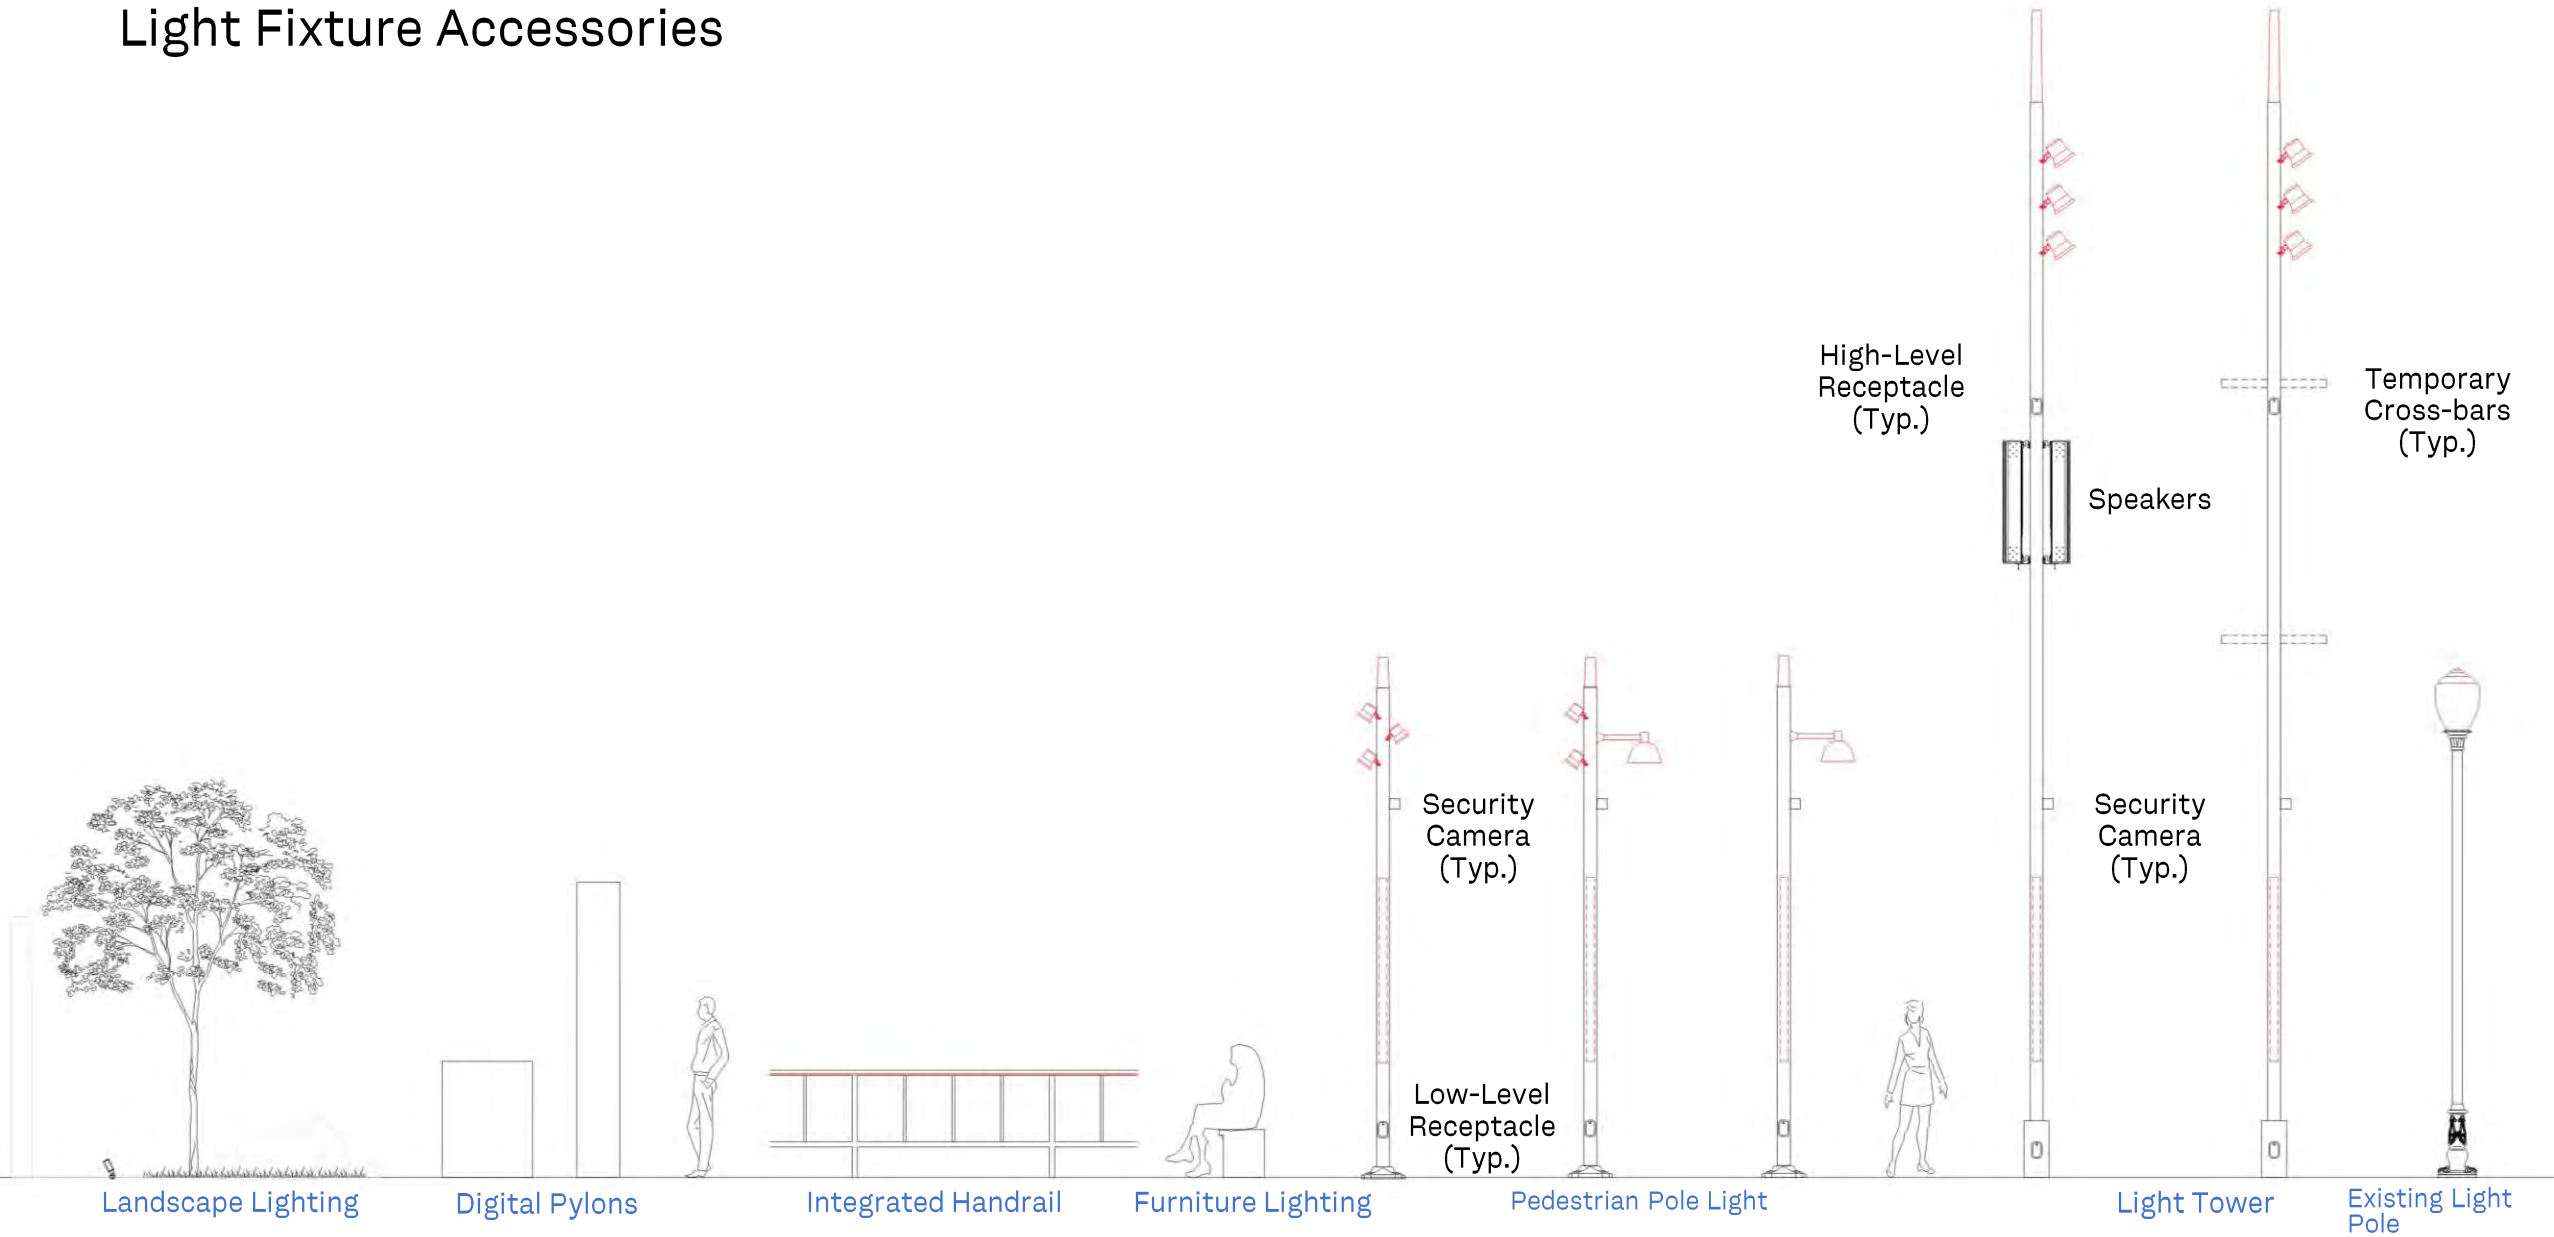 Light Fixture Accessories
High-Level
Receptacle
(Typ.)
Temporary
Cross-bars
(Typ.)
Speakers
Security
Camera
(Typ.)
Security
Camera
(Typ.)
Low-Level
Receptacle
(Typ.)
Landscape Lighting
Digital Pylons
Integrated Handrail
Furniture Lighting
Pedestrian Pole Light
Light Tower
Existing Light
Pole